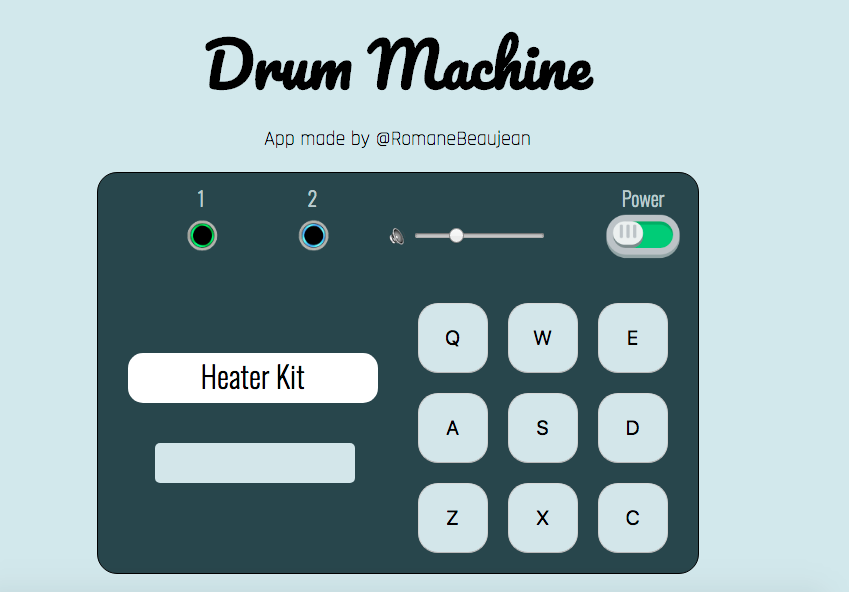 Drum Machine
App made by @RomaneBeaujean
1 2 Power
Heater Kit
Q W E
A S D
Z X C